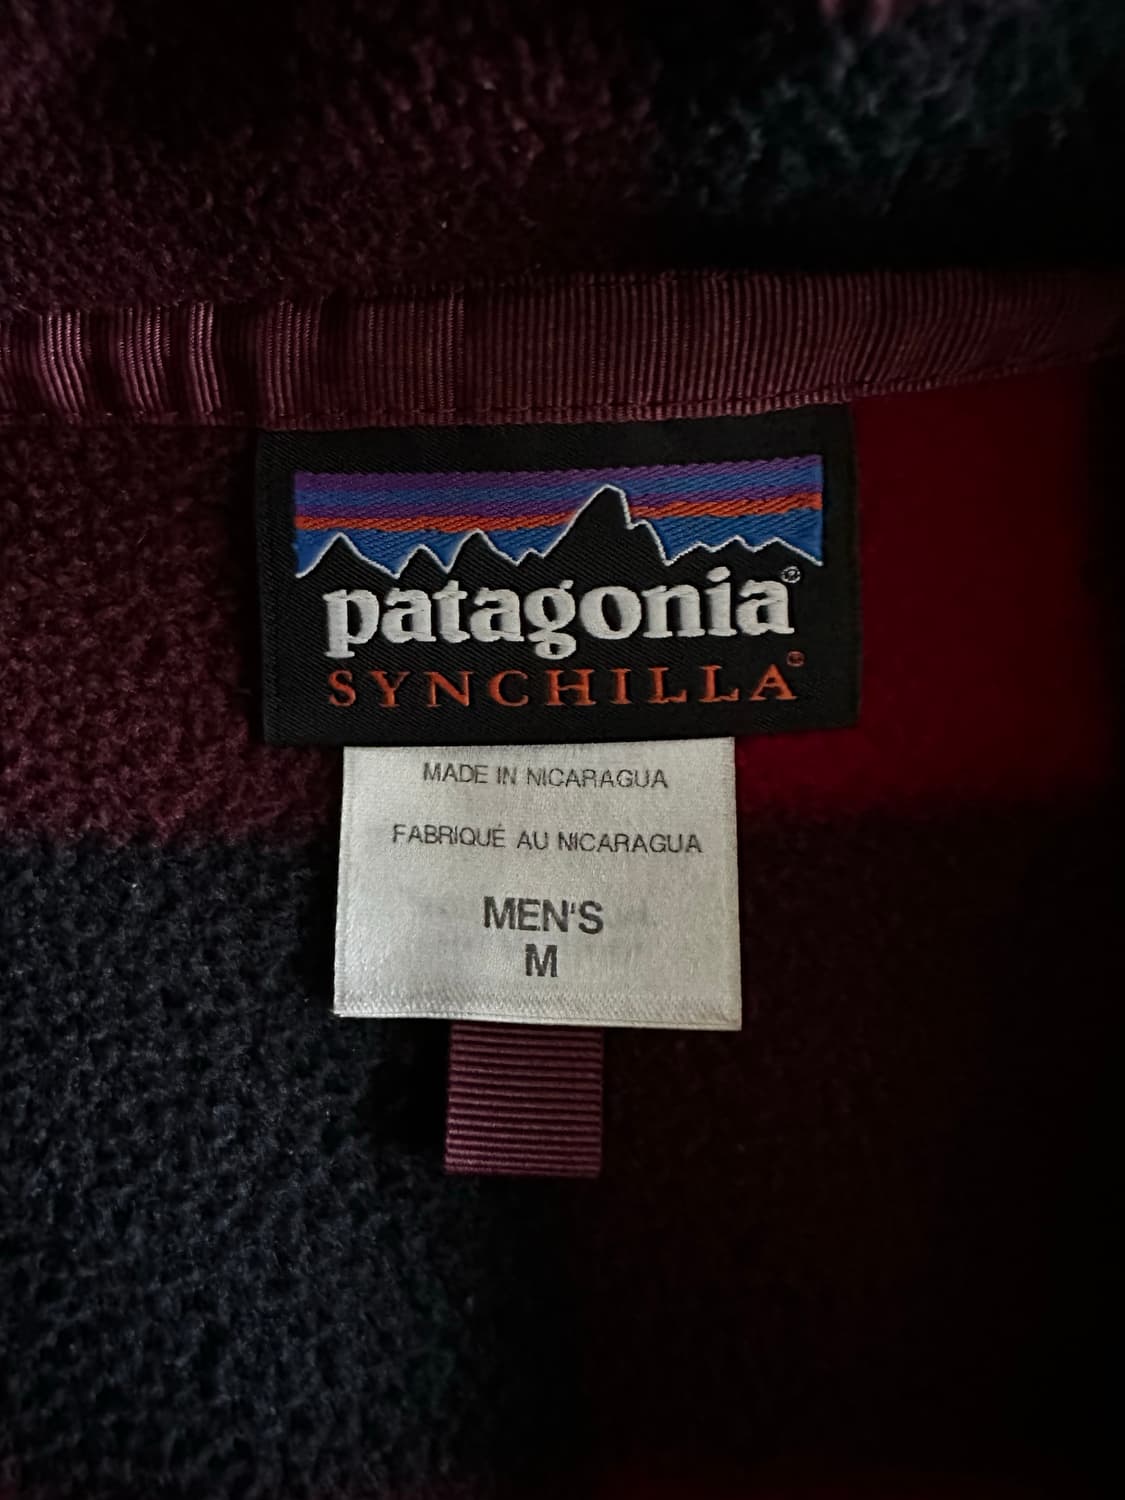 patagonia®
SYNCHILLA®
MADE IN NICARAGUA
FABRIQUÉ AU NICARAGUA
MEN'S
M